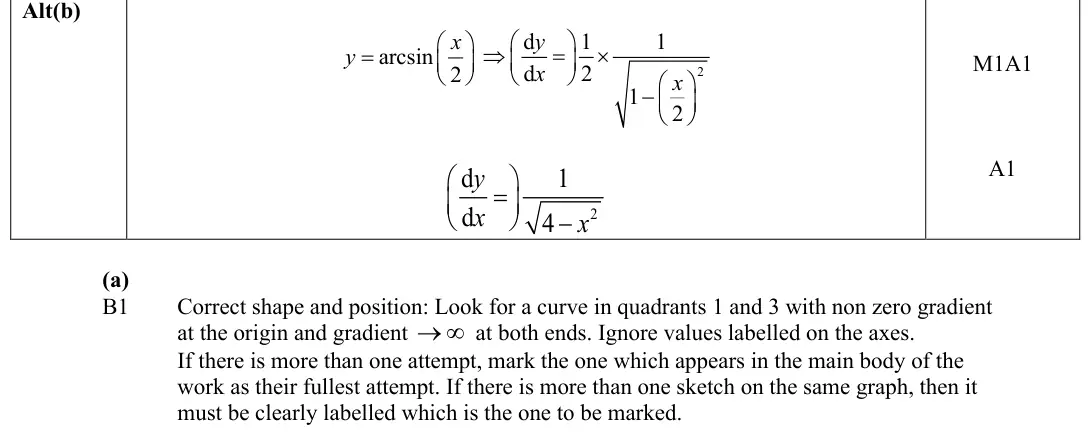 Alt(b)
y = arcsin(x/2) ⇒ (dy/dx =) 1/2 × 1/√(1−(x/2)²)
M1A1
(dy/dx =) 1/√(4−x²)
A1
(a)
B1 Correct shape and position: Look for a curve in quadrants 1 and 3 with non zero gradient
at the origin and gradient → ∞ at both ends. Ignore values labelled on the axes.
If there is more than one attempt, mark the one which appears in the main body of the
work as their fullest attempt. If there is more than one sketch on the same graph, then it
must be clearly labelled which is the one to be marked.